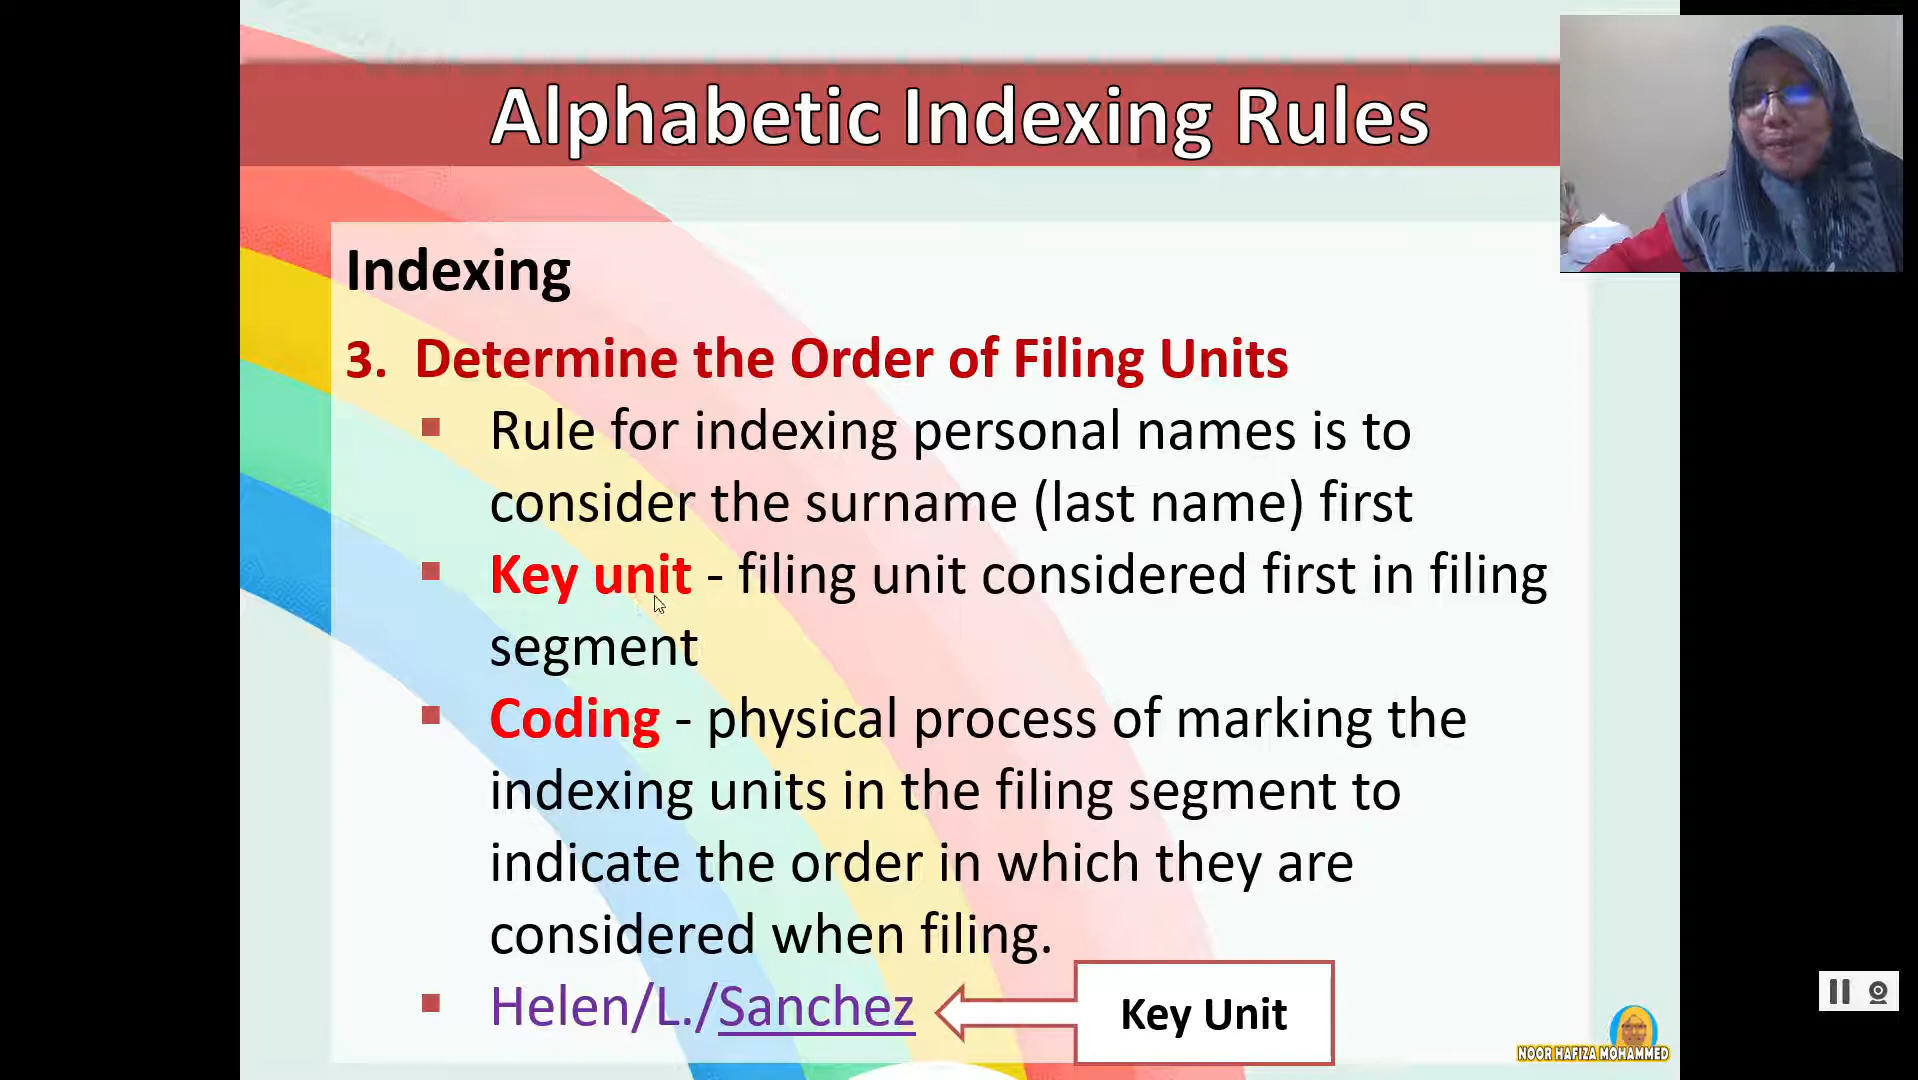 Alphabetic Indexing Rules
Indexing
3. Determine the Order of Filing Units
Rule for indexing personal names is to
consider the surname (last name) first
Key unit - filing unit considered first in filing
segment
Coding - physical process of marking the
indexing units in the filing segment to
indicate the order in which they are
considered when filing.
Helen/L./Sanchez
Key Unit
NOOR HAFIZA MOHAMMED